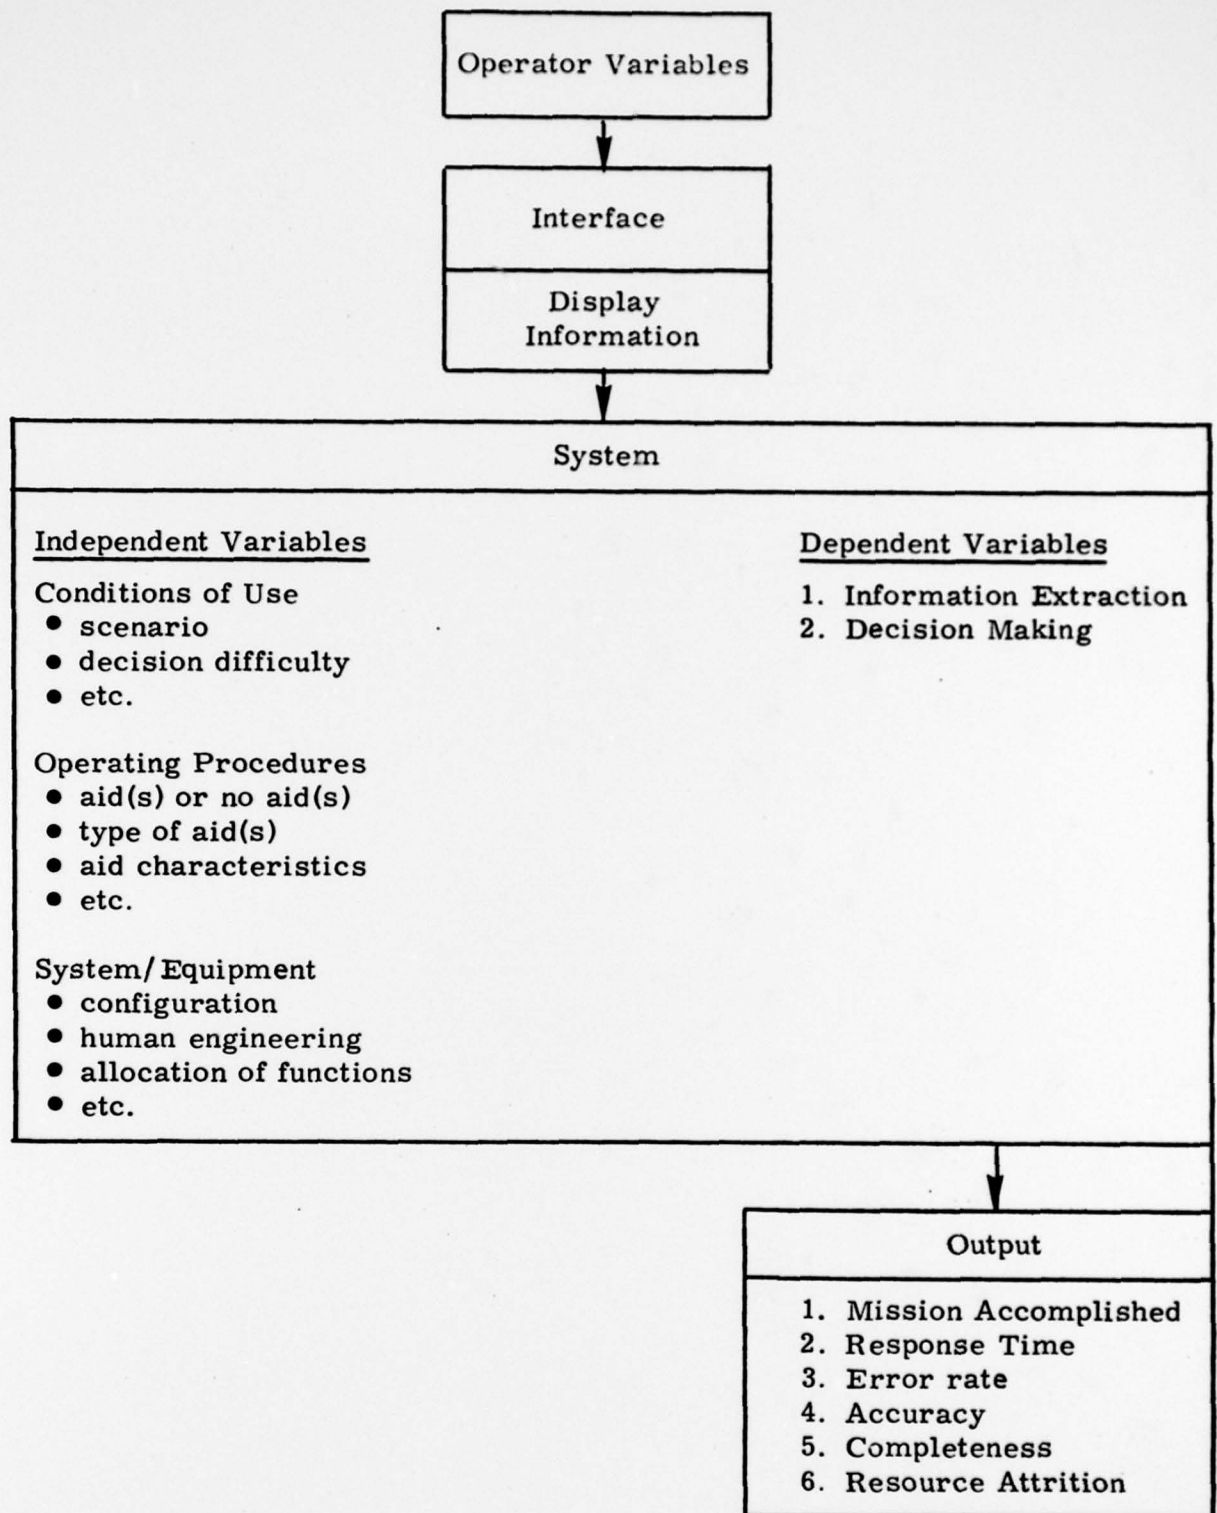 Operator Variables
Interface
Display
Information
System
Independent Variables
Conditions of Use
• scenario
• decision difficulty
• etc.
Operating Procedures
• aid(s) or no aid(s)
• type of aid(s)
• aid characteristics
• etc.
System/Equipment
• configuration
• human engineering
• allocation of functions
• etc.
Dependent Variables
1. Information Extraction
2. Decision Making
Output
1. Mission Accomplished
2. Response Time
3. Error rate
4. Accuracy
5. Completeness
6. Resource Attrition